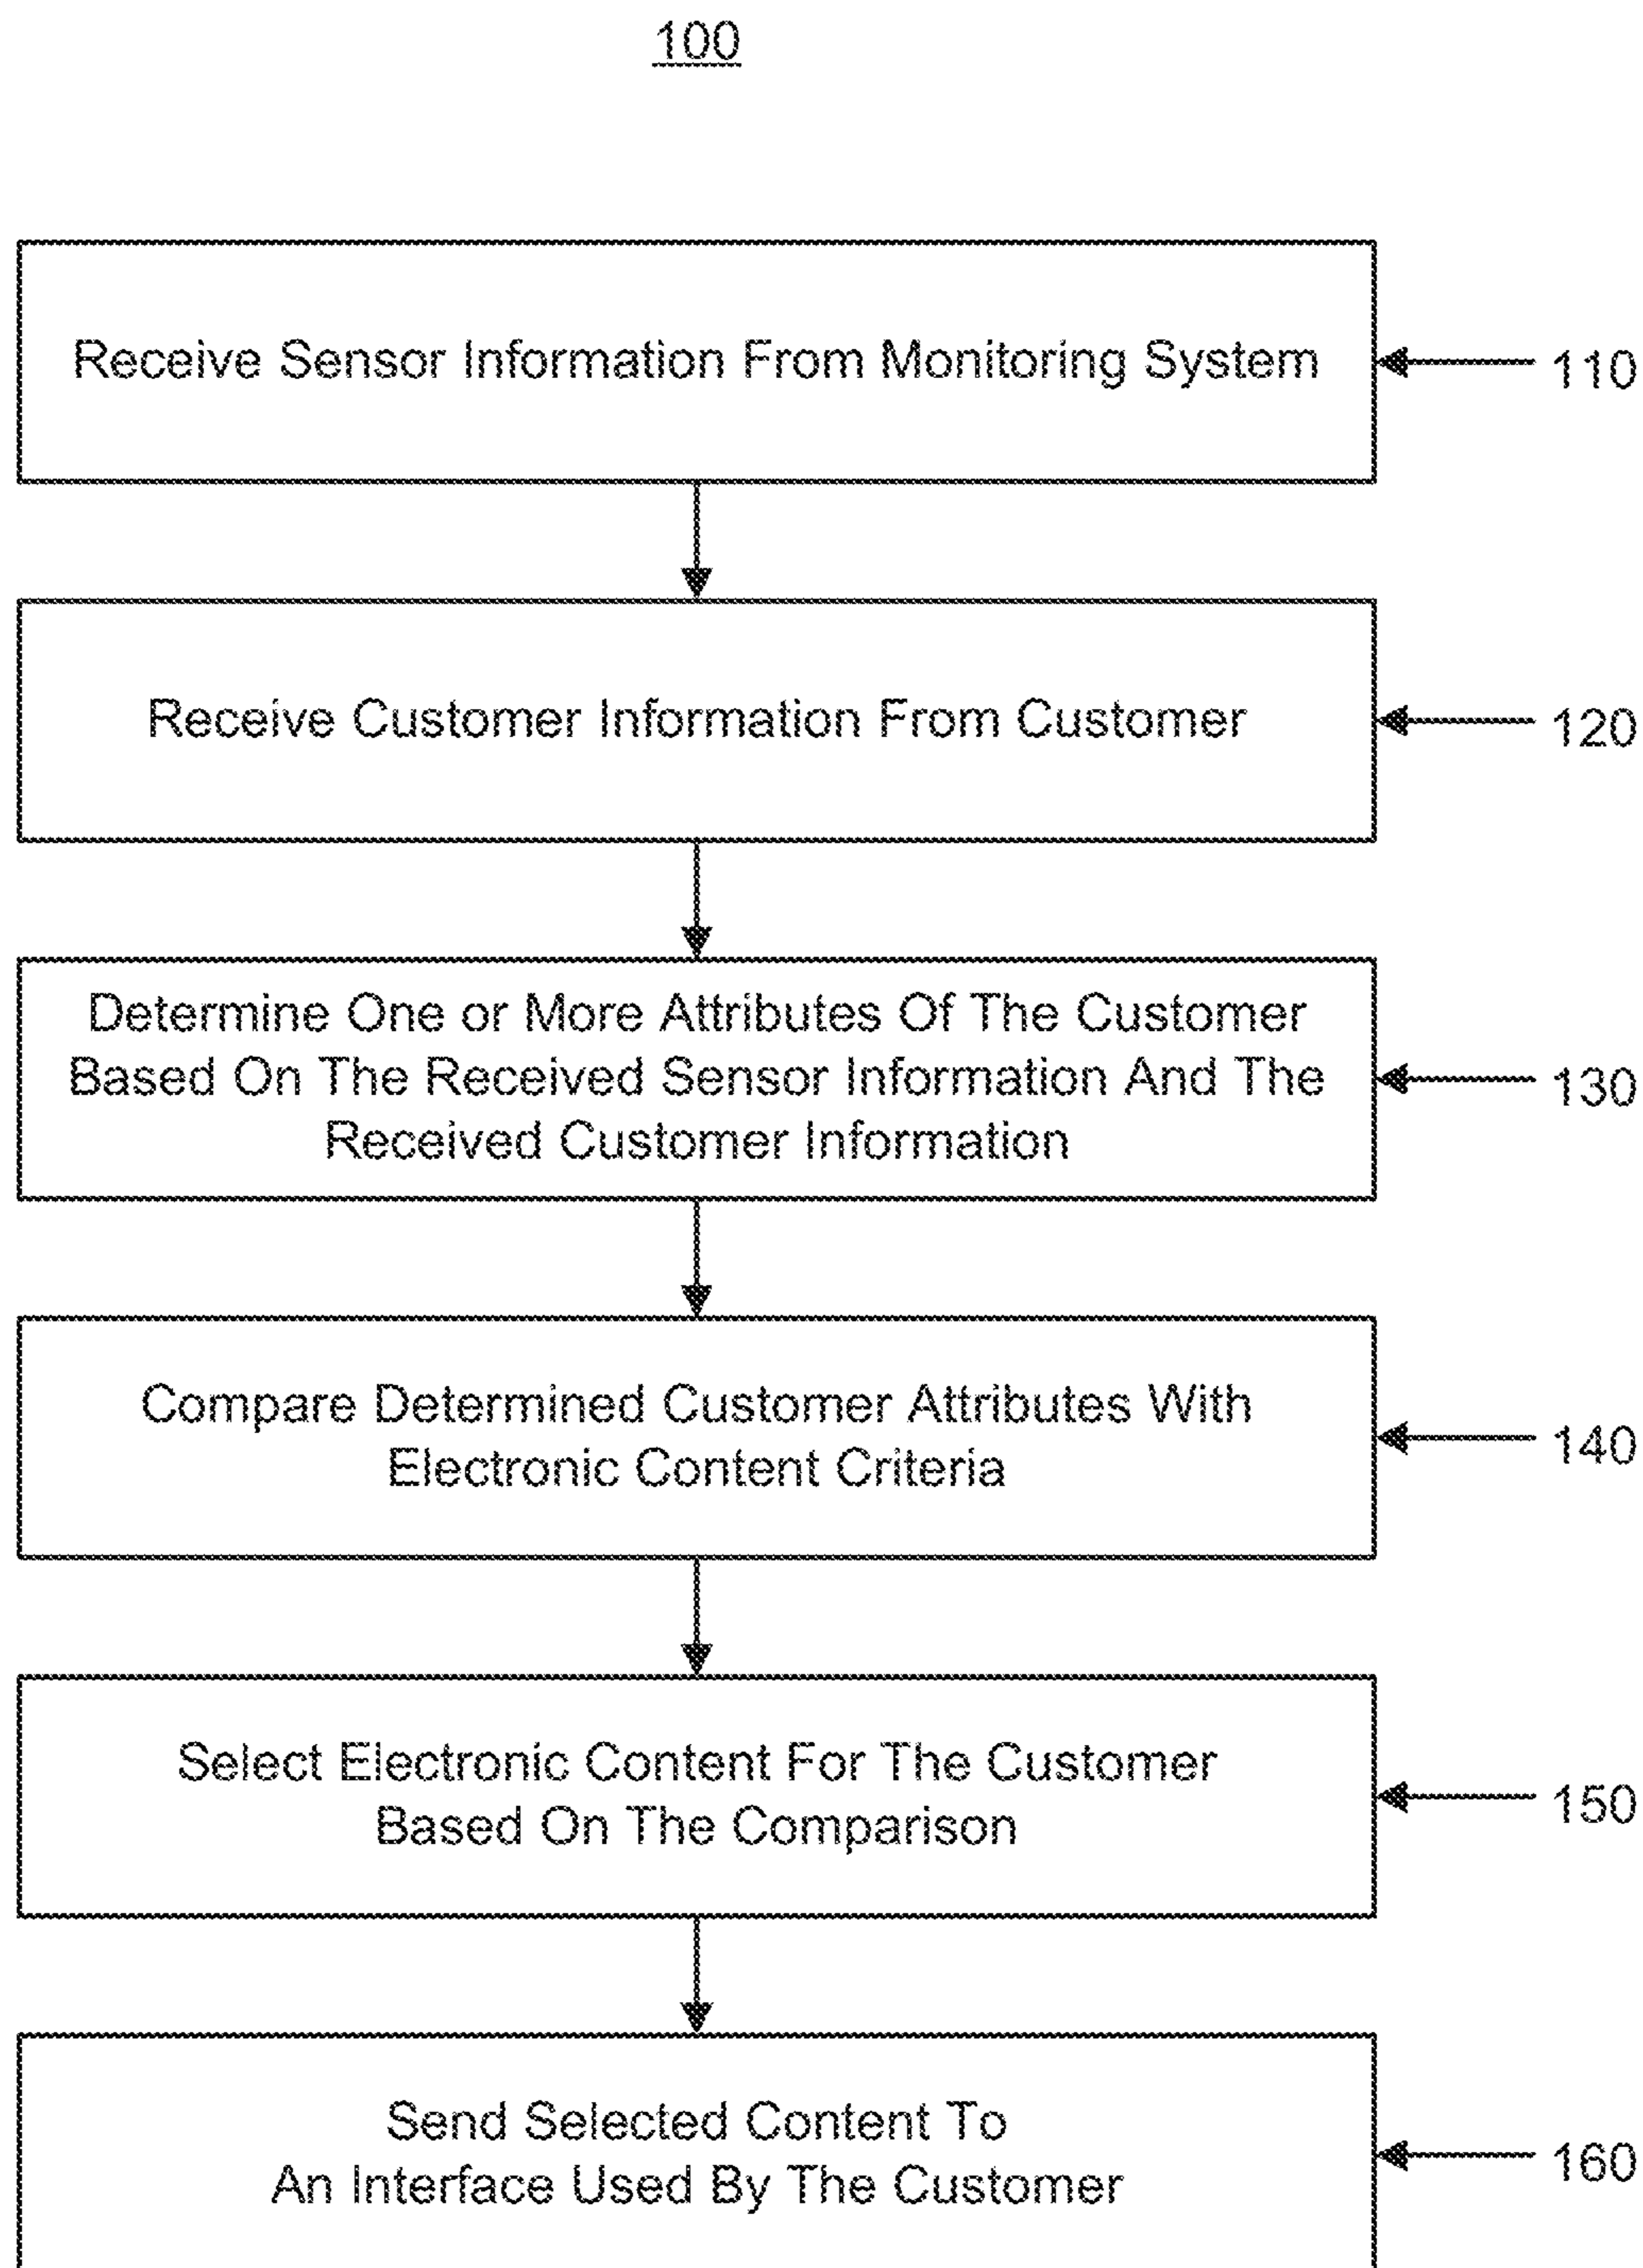 100
Receive Sensor Information From Monitoring System
110
Receive Customer Information From Customer
120
Determine One or More Attributes Of The Customer
Based On The Received Sensor Information And The
Received Customer Information
130
Compare Determined Customer Attributes With
Electronic Content Criteria
140
Select Electronic Content For The Customer
Based On The Comparison
150
Send Selected Content To
An Interface Used By The Customer
160